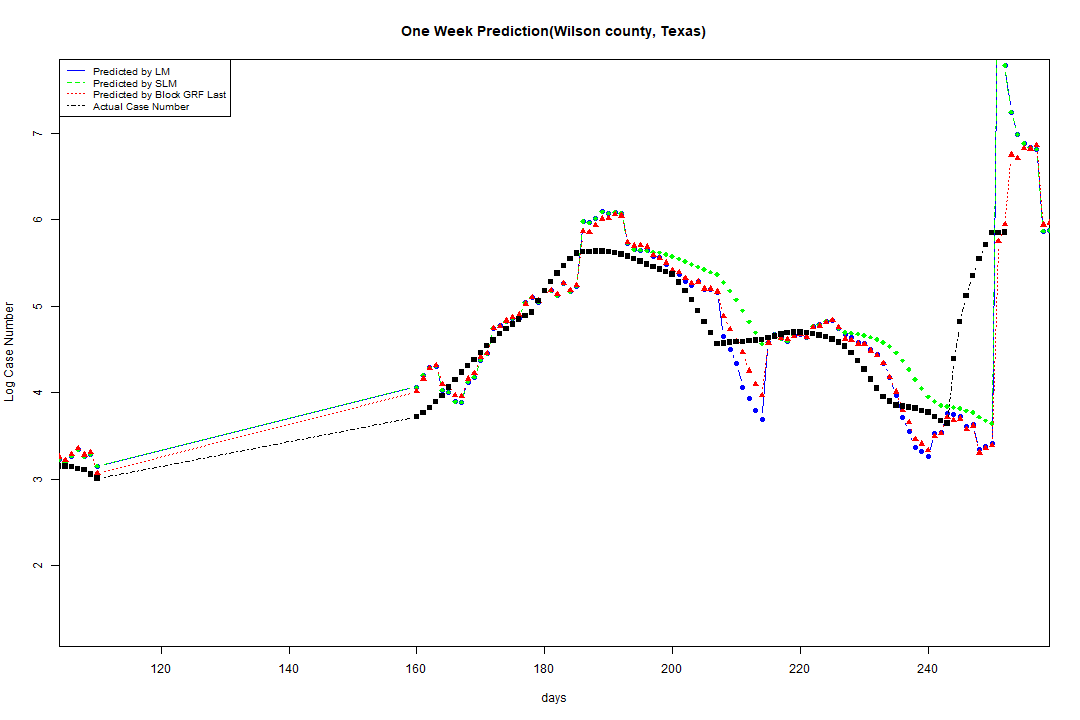 One Week Prediction(Wilson county, Texas)
Predicted by LM
Predicted by SLM
Predicted by Block GRF Last
Actual Case Number
7
6
5
4
3
2
Log Case Number
120 140 160 180 200 220 240
days